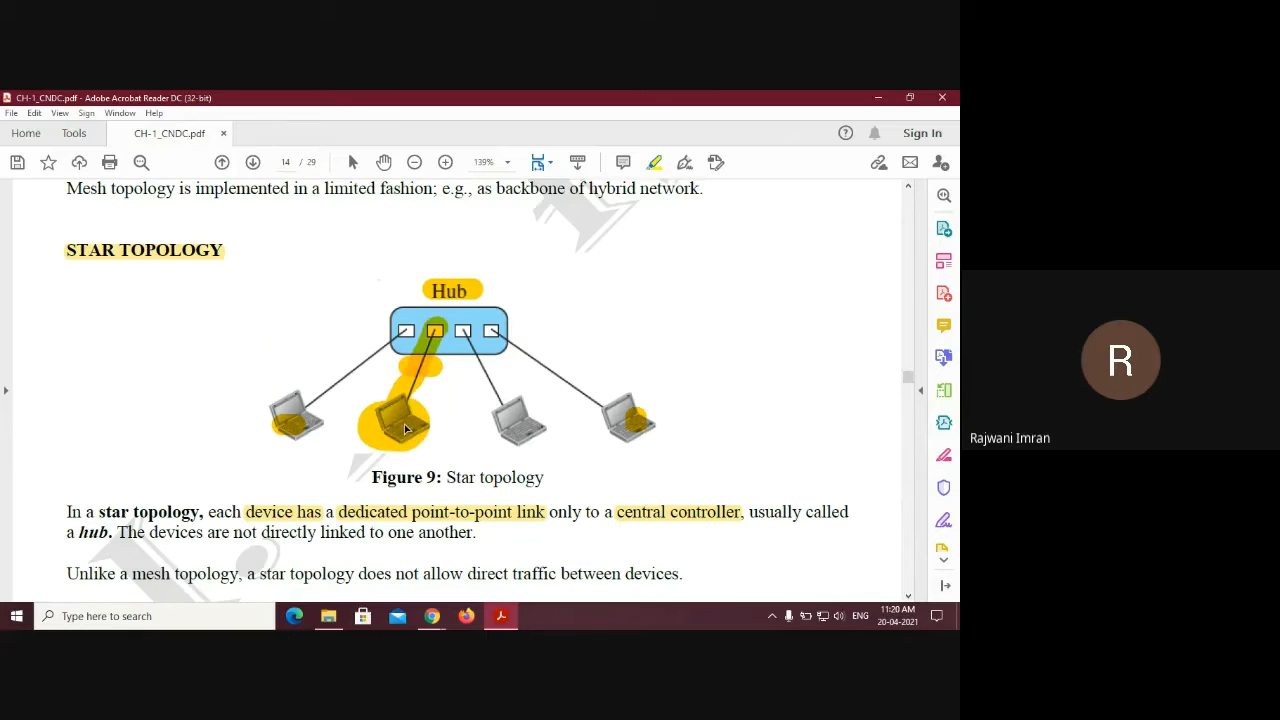 CH-1_CNDC.pdf - Adobe Acrobat Reader DC (32-bit)
File Edit View Sign Window Help
Home Tools CH-1_CNDC.pdf × Sign In
14 / 29 139%
Mesh topology is implemented in a limited fashion; e.g., as backbone of hybrid network.
STAR TOPOLOGY
Hub
Figure 9: Star topology
In a star topology, each device has a dedicated point-to-point link only to a central controller, usually called
a hub. The devices are not directly linked to one another.
Unlike a mesh topology, a star topology does not allow direct traffic between devices.
R
Rajwani Imran
Type here to search
ENG
11:20 AM
20-04-2021